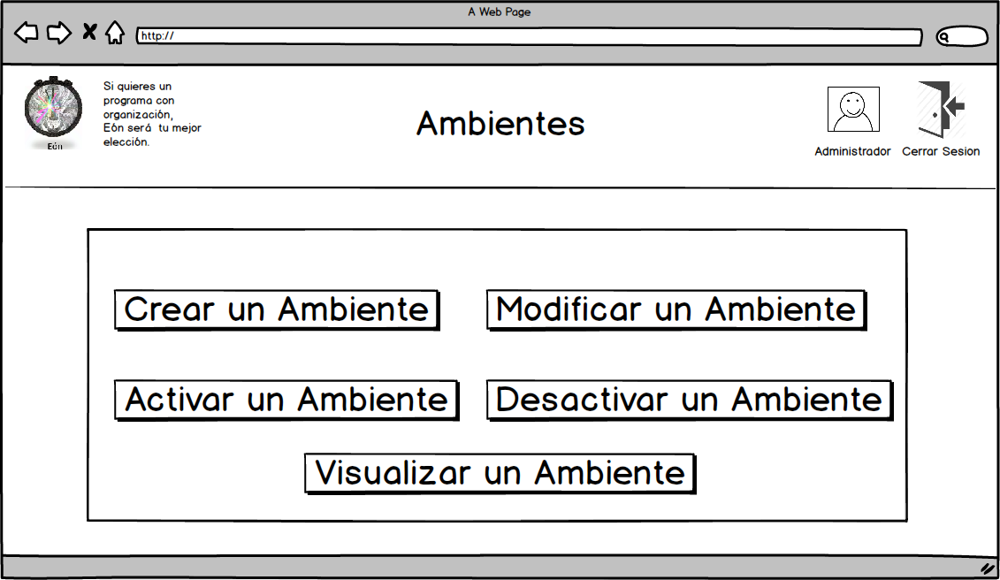 A Web Page
http://
Si quieres un
programa con
organización,
Eón será tu mejor
elección.
Eón
Ambientes
Administrador
Cerrar Sesion
Crear un Ambiente
Modificar un Ambiente
Activar un Ambiente
Desactivar un Ambiente
Visualizar un Ambiente